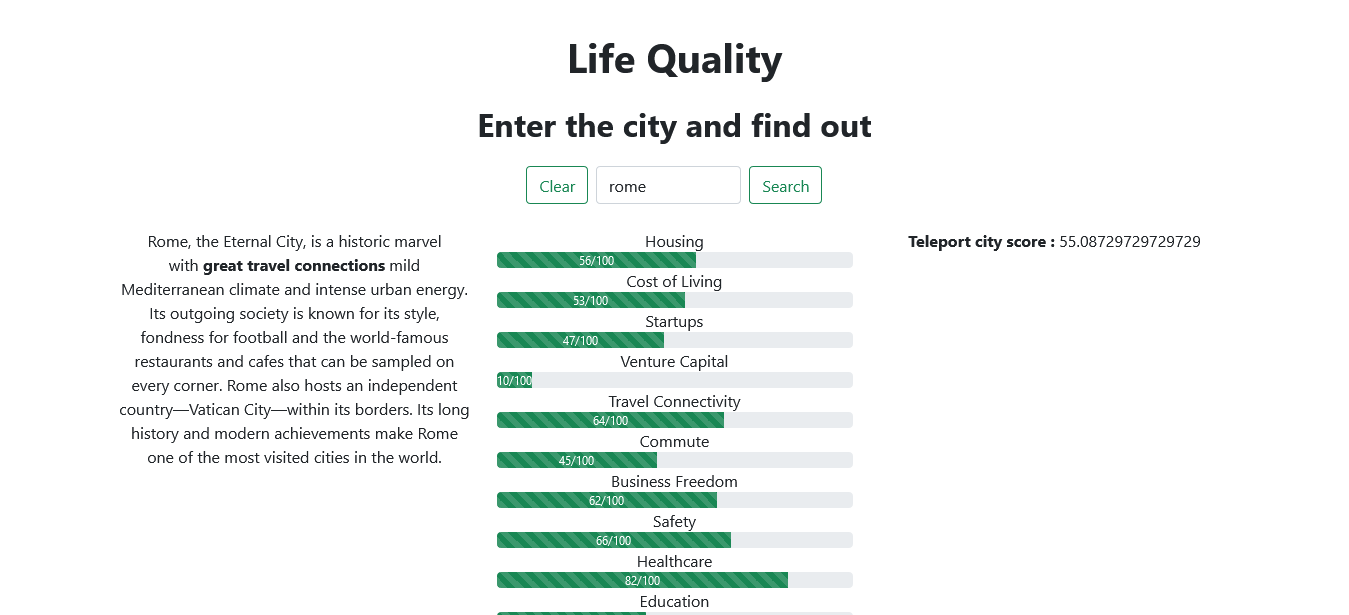 Life Quality
Enter the city and find out
Clear
rome
Search
Rome, the Eternal City, is a historic marvel
with great travel connections mild
Mediterranean climate and intense urban energy.
Its outgoing society is known for its style,
fondness for football and the world-famous
restaurants and cafes that can be sampled on
every corner. Rome also hosts an independent
country—Vatican City—within its borders. Its long
history and modern achievements make Rome
one of the most visited cities in the world.
Housing
56/100
Cost of Living
53/100
Startups
47/100
Venture Capital
10/100
Travel Connectivity
64/100
Commute
45/100
Business Freedom
62/100
Safety
66/100
Healthcare
82/100
Education
Teleport city score : 55.08729729729729